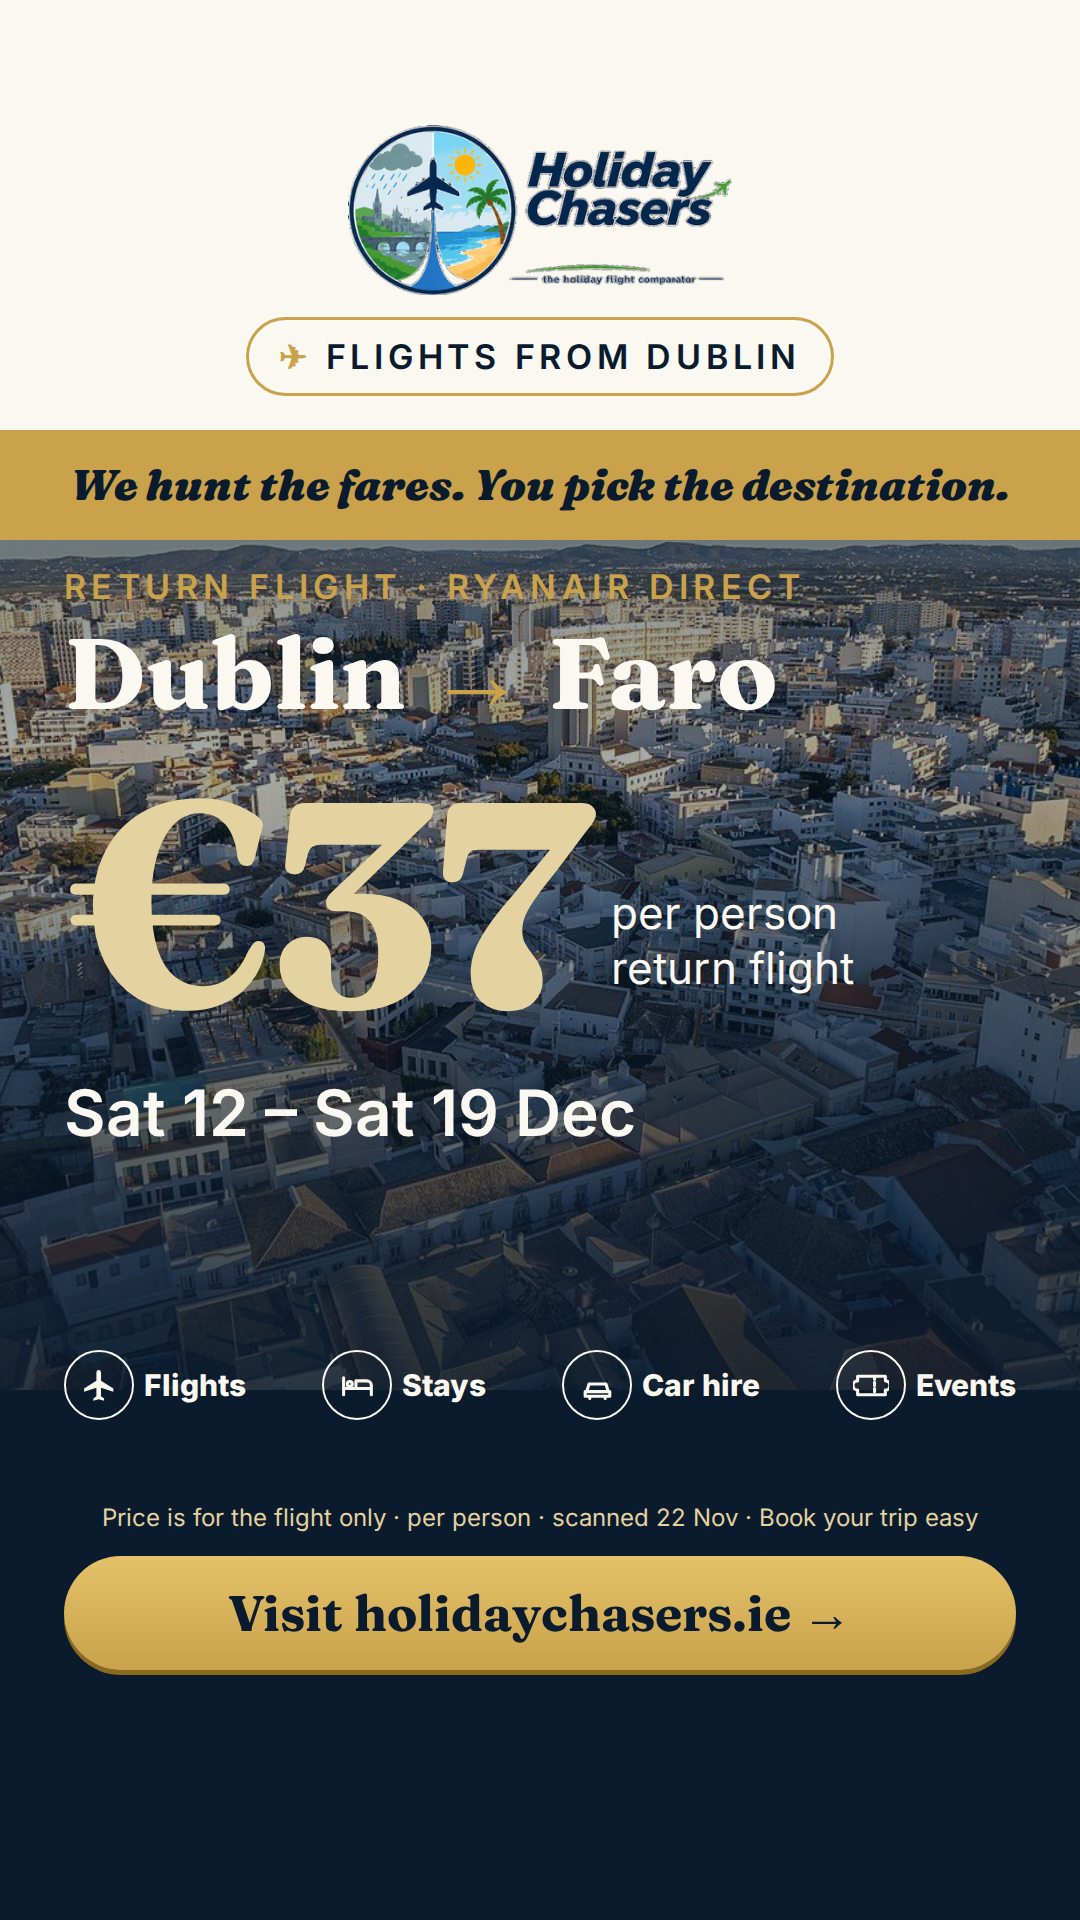 Holiday
Chasers
the holiday flight comparator
✈ FLIGHTS FROM DUBLIN
We hunt the fares. You pick the destination.
RETURN FLIGHT · RYANAIR DIRECT
Dublin → Faro
€37
per person
return flight
Sat 12 – Sat 19 Dec
Flights Stays Car hire Events
Price is for the flight only · per person · scanned 22 Nov · Book your trip easy
Visit holidaychasers.ie →